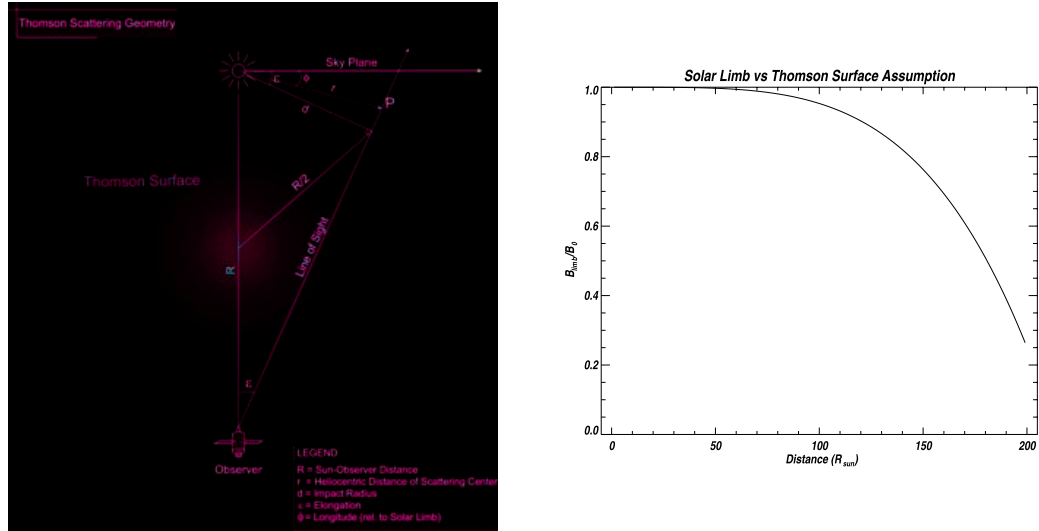 Thomson Scattering Geometry
Sky Plane
ε
ϕ
r
P
d
Thomson Surface
R/2
Line of Sight
R
ε
Observer
LEGEND
R = Sun-Observer Distance
r = Heliocentric Distance of Scattering Center
d = Impact Radius
ε = Elongation
ϕ = Longitude (rel. to Solar Limb)
Solar Limb vs Thomson Surface Assumption
1.0
0.8
0.6
0.4
0.2
0.0
B_limb/B_0
0 50 100 150 200
Distance (R_sun)